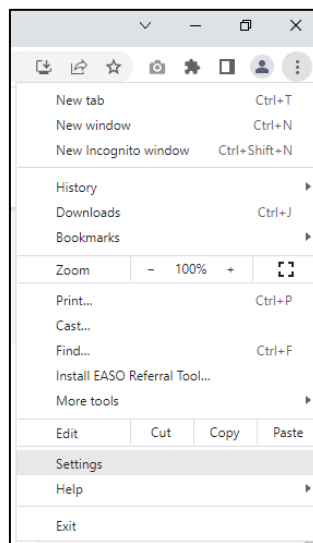 New tab Ctrl+T
New window Ctrl+N
New Incognito window Ctrl+Shift+N
History
Downloads Ctrl+J
Bookmarks
Zoom − 100% +
Print... Ctrl+P
Cast...
Find... Ctrl+F
Install EASO Referral Tool...
More tools
Edit Cut Copy Paste
Settings
Help
Exit